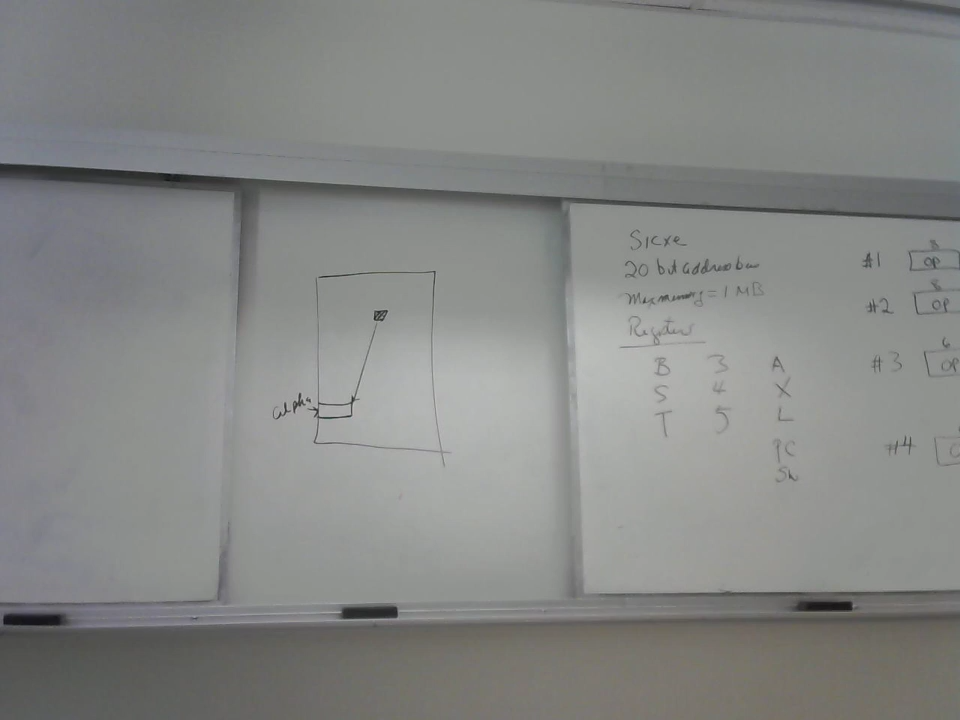 alpha
Sicxe
20 bit address bus
Max memory = 1 MB
Registers
B 3 A
S 4 X
T 5 L
PC
SW
8
#1 OP
8
#2 OP
6
#3 OP
#4